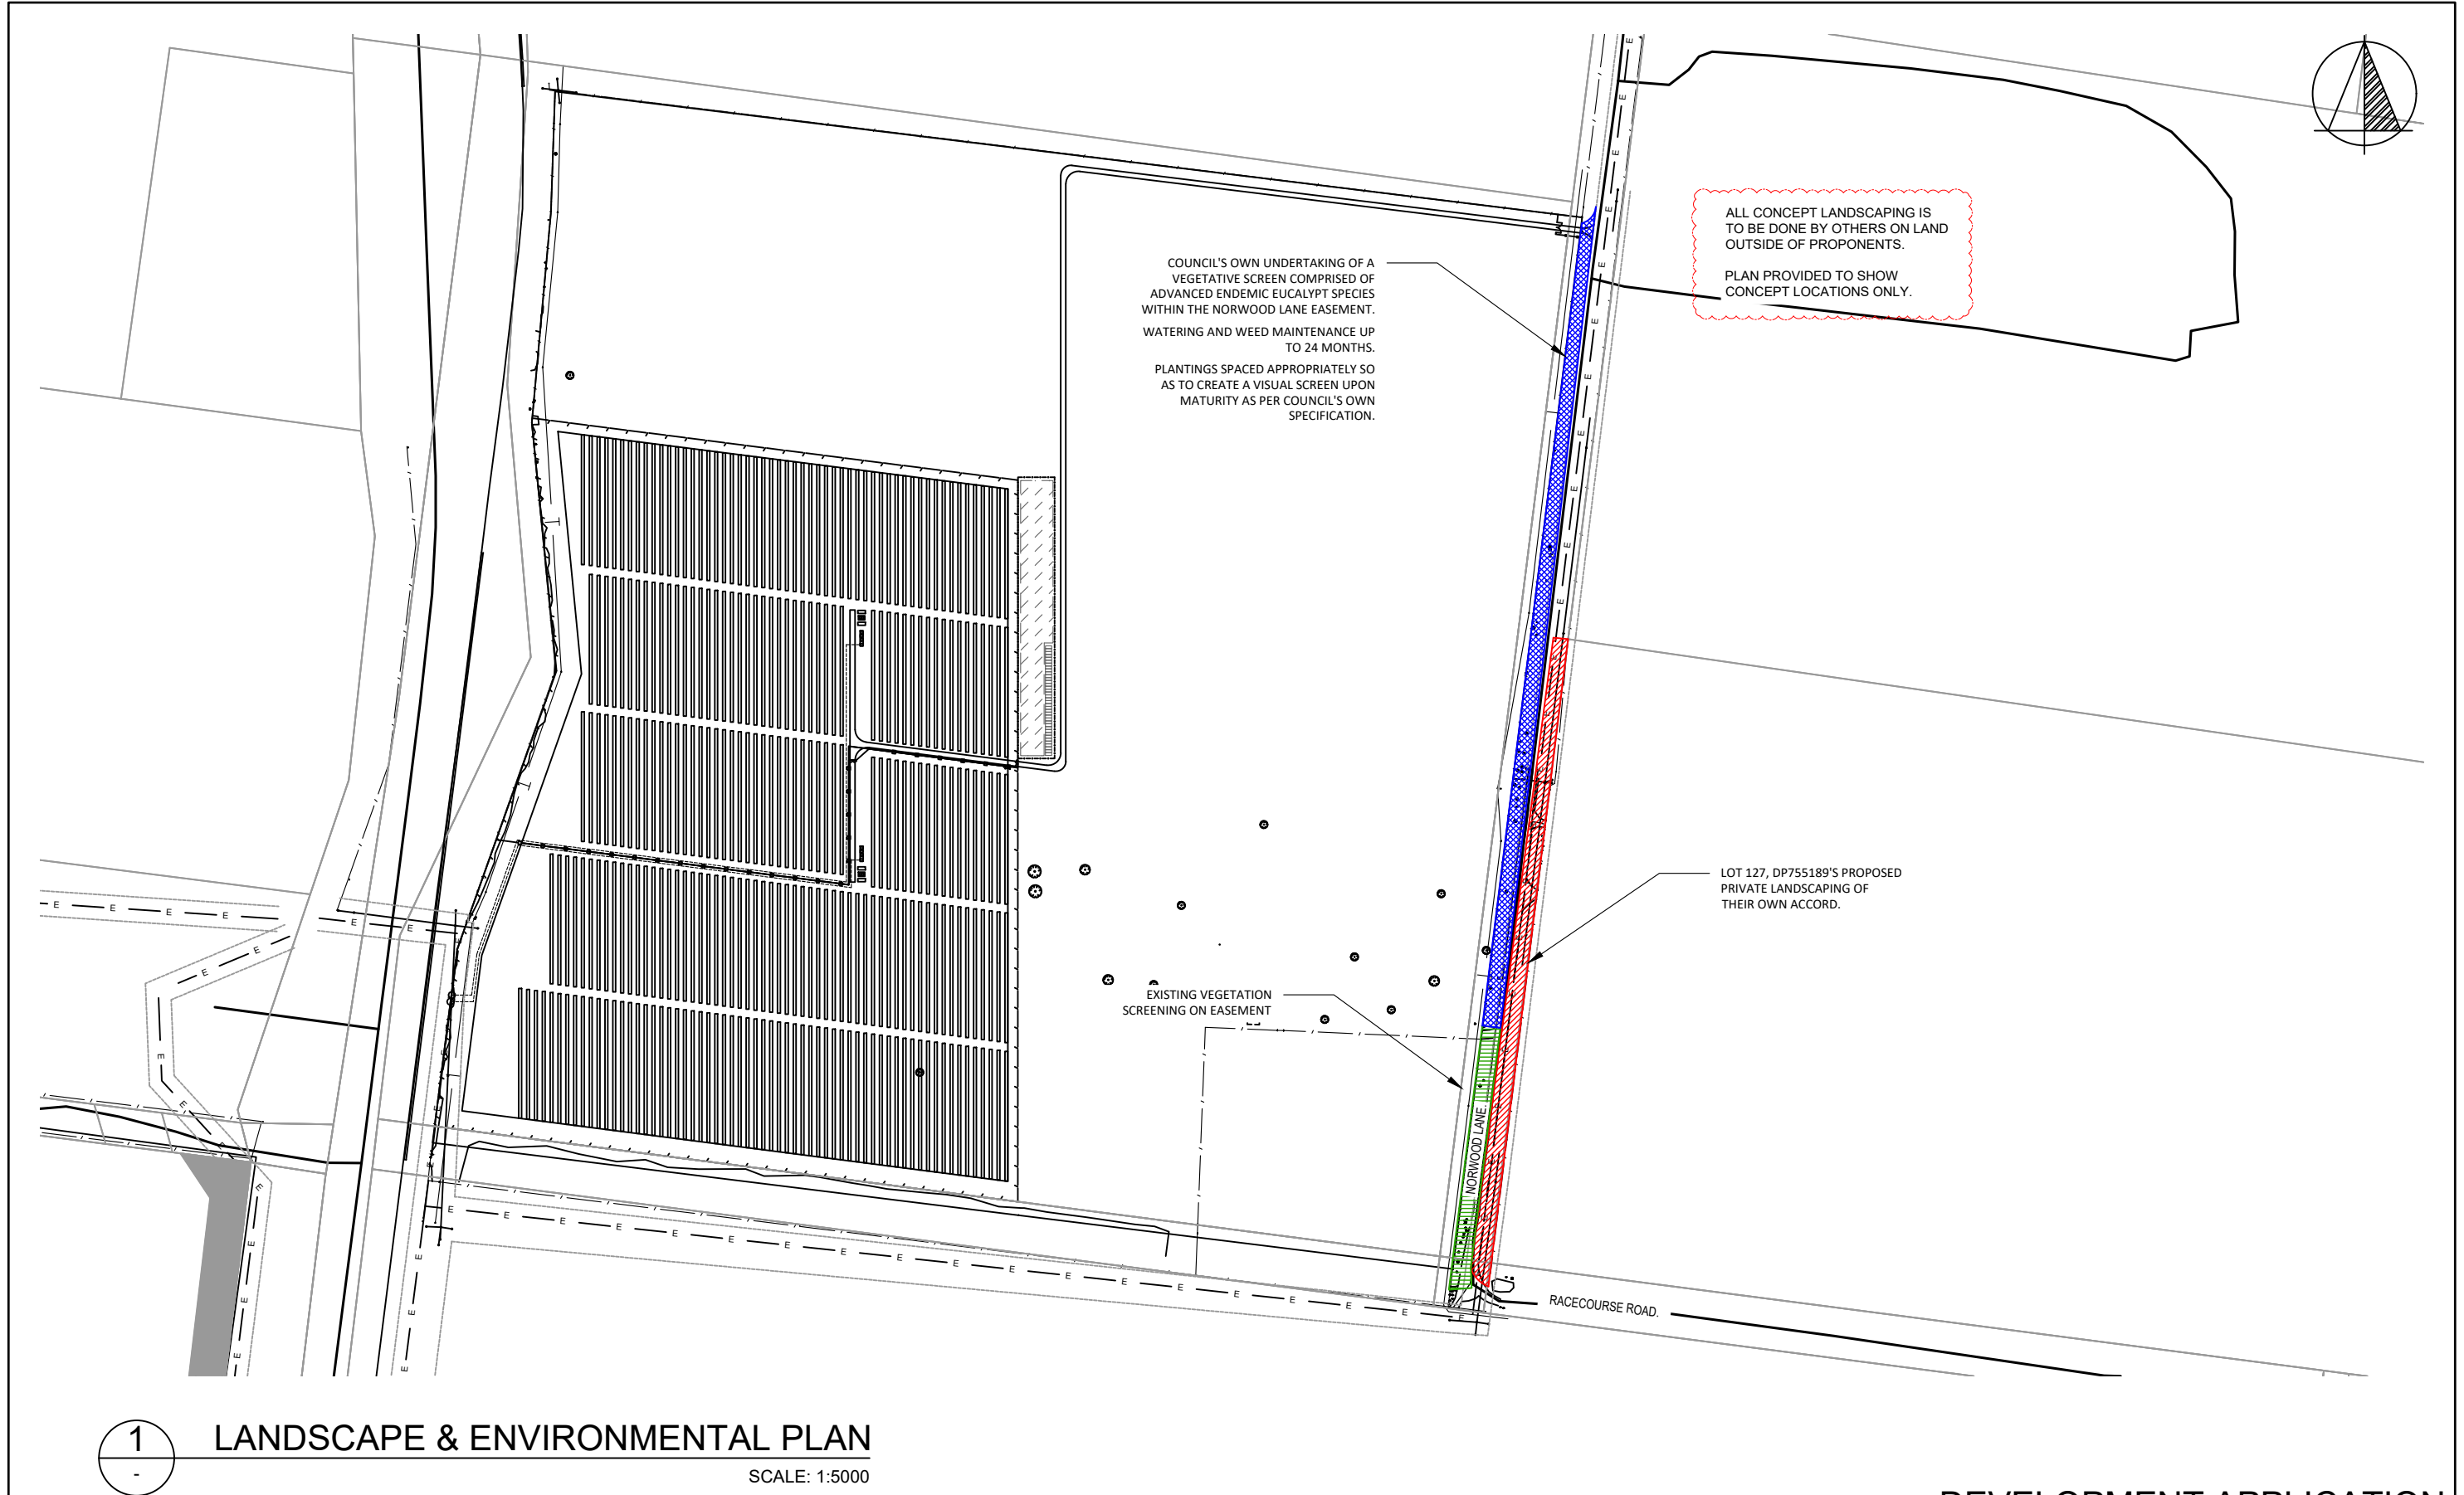 ALL CONCEPT LANDSCAPING IS
TO BE DONE BY OTHERS ON LAND
OUTSIDE OF PROPONENTS.
PLAN PROVIDED TO SHOW
CONCEPT LOCATIONS ONLY.
COUNCIL'S OWN UNDERTAKING OF A
VEGETATIVE SCREEN COMPRISED OF
ADVANCED ENDEMIC EUCALYPT SPECIES
WITHIN THE NORWOOD LANE EASEMENT.
WATERING AND WEED MAINTENANCE UP
TO 24 MONTHS.
PLANTINGS SPACED APPROPRIATELY SO
AS TO CREATE A VISUAL SCREEN UPON
MATURITY AS PER COUNCIL'S OWN
SPECIFICATION.
LOT 127, DP755189'S PROPOSED
PRIVATE LANDSCAPING OF
THEIR OWN ACCORD.
EXISTING VEGETATION
SCREENING ON EASEMENT
NORWOOD LANE.
RACECOURSE ROAD.
1
-
LANDSCAPE & ENVIRONMENTAL PLAN
SCALE: 1:5000
DEVELOPMENT APPLICATION